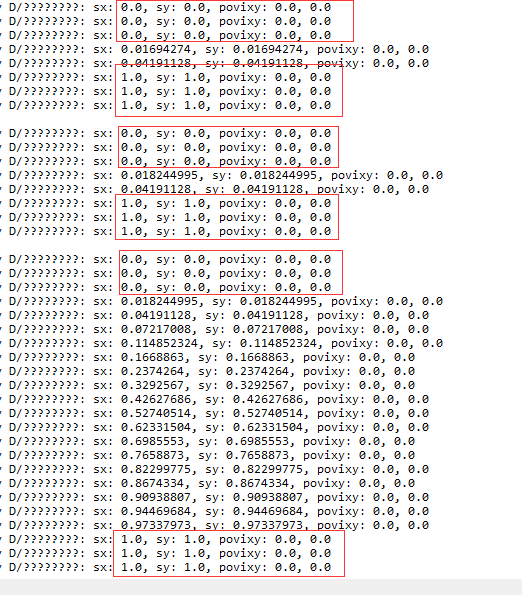 D/????????: sx: 0.0, sy: 0.0, povixy: 0.0, 0.0
D/????????: sx: 0.0, sy: 0.0, povixy: 0.0, 0.0
D/????????: sx: 0.0, sy: 0.0, povixy: 0.0, 0.0
D/????????: sx: 0.01694274, sy: 0.01694274, povixy: 0.0, 0.0
D/????????: sx: 0.04191128, sy: 0.04191128, povixy: 0.0, 0.0
D/????????: sx: 1.0, sy: 1.0, povixy: 0.0, 0.0
D/????????: sx: 1.0, sy: 1.0, povixy: 0.0, 0.0
D/????????: sx: 1.0, sy: 1.0, povixy: 0.0, 0.0
D/????????: sx: 0.0, sy: 0.0, povixy: 0.0, 0.0
D/????????: sx: 0.0, sy: 0.0, povixy: 0.0, 0.0
D/????????: sx: 0.0, sy: 0.0, povixy: 0.0, 0.0
D/????????: sx: 0.018244995, sy: 0.018244995, povixy: 0.0, 0.0
D/????????: sx: 0.04191128, sy: 0.04191128, povixy: 0.0, 0.0
D/????????: sx: 1.0, sy: 1.0, povixy: 0.0, 0.0
D/????????: sx: 1.0, sy: 1.0, povixy: 0.0, 0.0
D/????????: sx: 1.0, sy: 1.0, povixy: 0.0, 0.0
D/????????: sx: 0.0, sy: 0.0, povixy: 0.0, 0.0
D/????????: sx: 0.0, sy: 0.0, povixy: 0.0, 0.0
D/????????: sx: 0.0, sy: 0.0, povixy: 0.0, 0.0
D/????????: sx: 0.018244995, sy: 0.018244995, povixy: 0.0, 0.0
D/????????: sx: 0.04191128, sy: 0.04191128, povixy: 0.0, 0.0
D/????????: sx: 0.07217008, sy: 0.07217008, povixy: 0.0, 0.0
D/????????: sx: 0.114852324, sy: 0.114852324, povixy: 0.0, 0.0
D/????????: sx: 0.1668863, sy: 0.1668863, povixy: 0.0, 0.0
D/????????: sx: 0.2374264, sy: 0.2374264, povixy: 0.0, 0.0
D/????????: sx: 0.3292567, sy: 0.3292567, povixy: 0.0, 0.0
D/????????: sx: 0.42627686, sy: 0.42627686, povixy: 0.0, 0.0
D/????????: sx: 0.52740514, sy: 0.52740514, povixy: 0.0, 0.0
D/????????: sx: 0.62331504, sy: 0.62331504, povixy: 0.0, 0.0
D/????????: sx: 0.6985553, sy: 0.6985553, povixy: 0.0, 0.0
D/????????: sx: 0.7658873, sy: 0.7658873, povixy: 0.0, 0.0
D/????????: sx: 0.82299775, sy: 0.82299775, povixy: 0.0, 0.0
D/????????: sx: 0.8674334, sy: 0.8674334, povixy: 0.0, 0.0
D/????????: sx: 0.90938807, sy: 0.90938807, povixy: 0.0, 0.0
D/????????: sx: 0.94469684, sy: 0.94469684, povixy: 0.0, 0.0
D/????????: sx: 0.97337973, sy: 0.97337973, povixy: 0.0, 0.0
D/????????: sx: 1.0, sy: 1.0, povixy: 0.0, 0.0
D/????????: sx: 1.0, sy: 1.0, povixy: 0.0, 0.0
D/????????: sx: 1.0, sy: 1.0, povixy: 0.0, 0.0